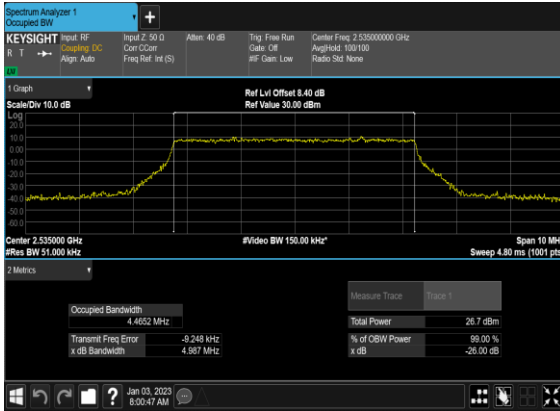 Spectrum Analyzer 1
Occupied BW
+
KEYSIGHT Input: RF Input Z: 50 Ω Atten: 40 dB Trig: Free Run Center Freq: 2.535000000 GHz
R T Coupling: DC Corr CCorr Gate: Off Avg|Hold: 100/100
Align: Auto Freq Ref: Int (S) #IF Gain: Low Radio Std: None
1 Graph
Ref Lvl Offset 8.40 dB
Scale/Div 10.0 dB Ref Value 30.00 dBm
Log
20.0
10.0
0.00
-10.0
-20.0
-30.0
-40.0
-50.0
-60.0
Center 2.535000 GHz #Video BW 150.00 kHz* Span 10 MH
#Res BW 51.000 kHz Sweep 4.80 ms (1001 pts
2 Metrics
Measure Trace Trace 1
Occupied Bandwidth
4.4652 MHz Total Power 26.7 dBm
Transmit Freq Error -9.248 kHz % of OBW Power 99.00 %
x dB Bandwidth 4.987 MHz x dB -26.00 dB
? Jan 03, 2023
8:00:47 AM